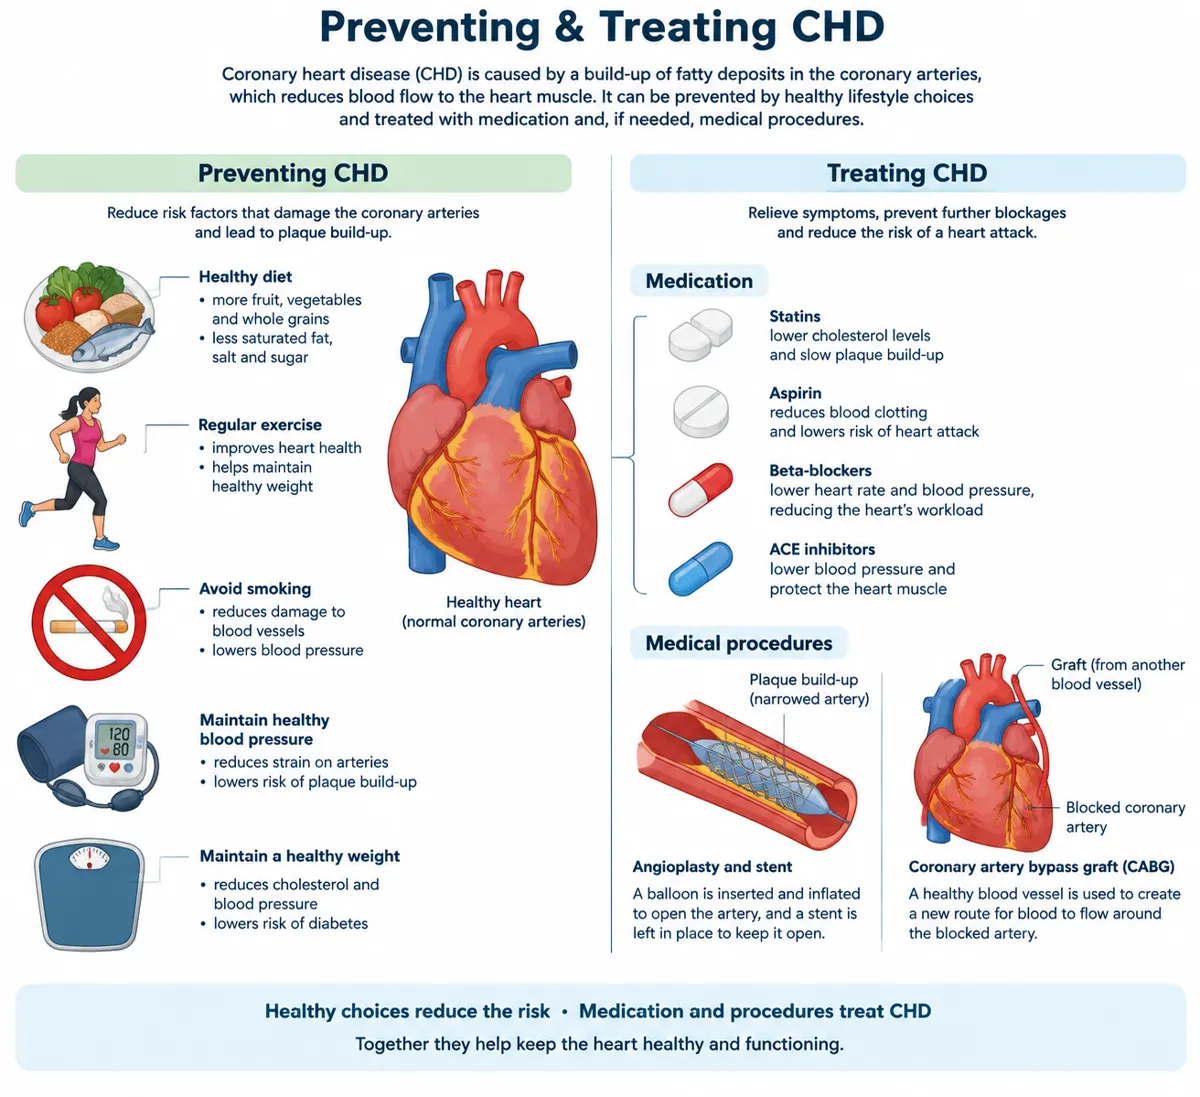 Preventing & Treating CHD
Coronary heart disease (CHD) is caused by a build-up of fatty deposits in the coronary arteries,
which reduces blood flow to the heart muscle. It can be prevented by healthy lifestyle choices
and treated with medication and, if needed, medical procedures.
Preventing CHD
Reduce risk factors that damage the coronary arteries
and lead to plaque build-up.
Healthy diet
• more fruit, vegetables
and whole grains
• less saturated fat,
salt and sugar
Regular exercise
• improves heart health
• helps maintain
healthy weight
Avoid smoking
• reduces damage to
blood vessels
• lowers blood pressure
120
80
Maintain healthy
blood pressure
• reduces strain on arteries
• lowers risk of plaque build-up
Maintain a healthy weight
• reduces cholesterol and
blood pressure
• lowers risk of diabetes
Healthy heart
(normal coronary arteries)
Treating CHD
Relieve symptoms, prevent further blockages
and reduce the risk of a heart attack.
Medication
Statins
lower cholesterol levels
and slow plaque build-up
Aspirin
reduces blood clotting
and lowers risk of heart attack
Beta-blockers
lower heart rate and blood pressure,
reducing the heart's workload
ACE inhibitors
lower blood pressure and
protect the heart muscle
Medical procedures
Plaque build-up
(narrowed artery)
Angioplasty and stent
A balloon is inserted and inflated
to open the artery, and a stent is
left in place to keep it open.
Graft (from another
blood vessel)
Blocked coronary
artery
Coronary artery bypass graft (CABG)
A healthy blood vessel is used to create
a new route for blood to flow around
the blocked artery.
Healthy choices reduce the risk • Medication and procedures treat CHD
Together they help keep the heart healthy and functioning.